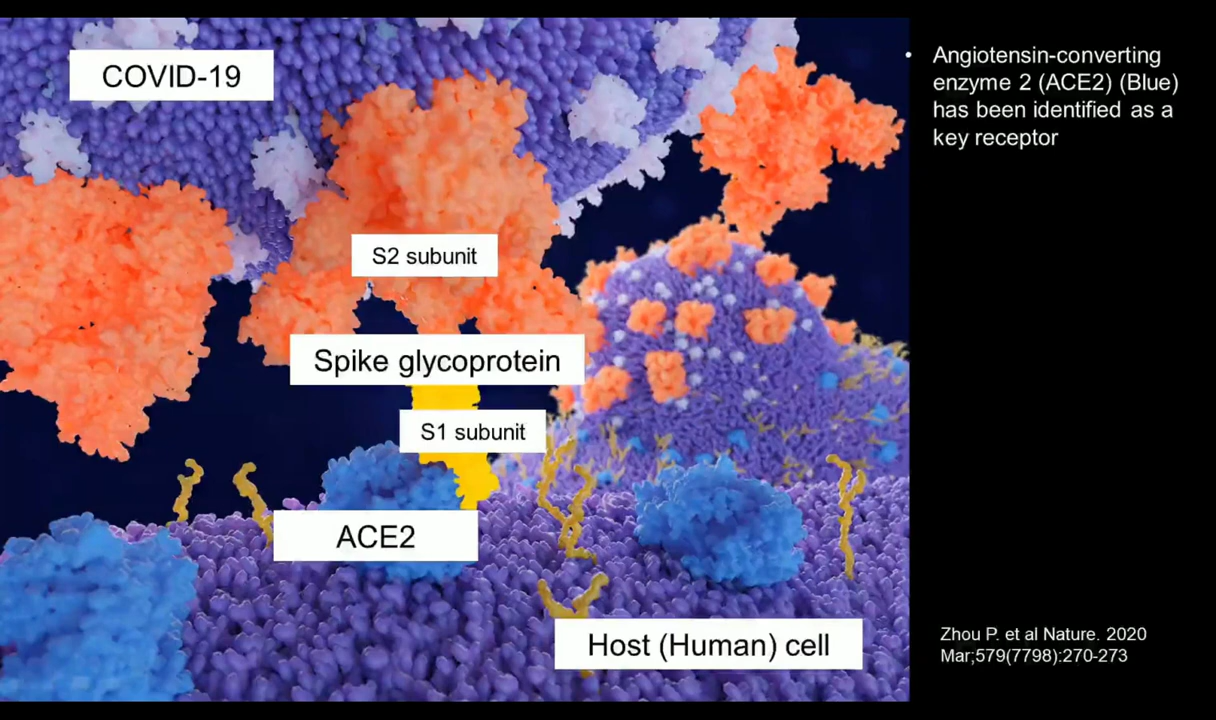 COVID-19
S2 subunit
Spike glycoprotein
S1 subunit
ACE2
Host (Human) cell
• Angiotensin-converting
enzyme 2 (ACE2) (Blue)
has been identified as a
key receptor
Zhou P. et al Nature. 2020
Mar;579(7798):270-273